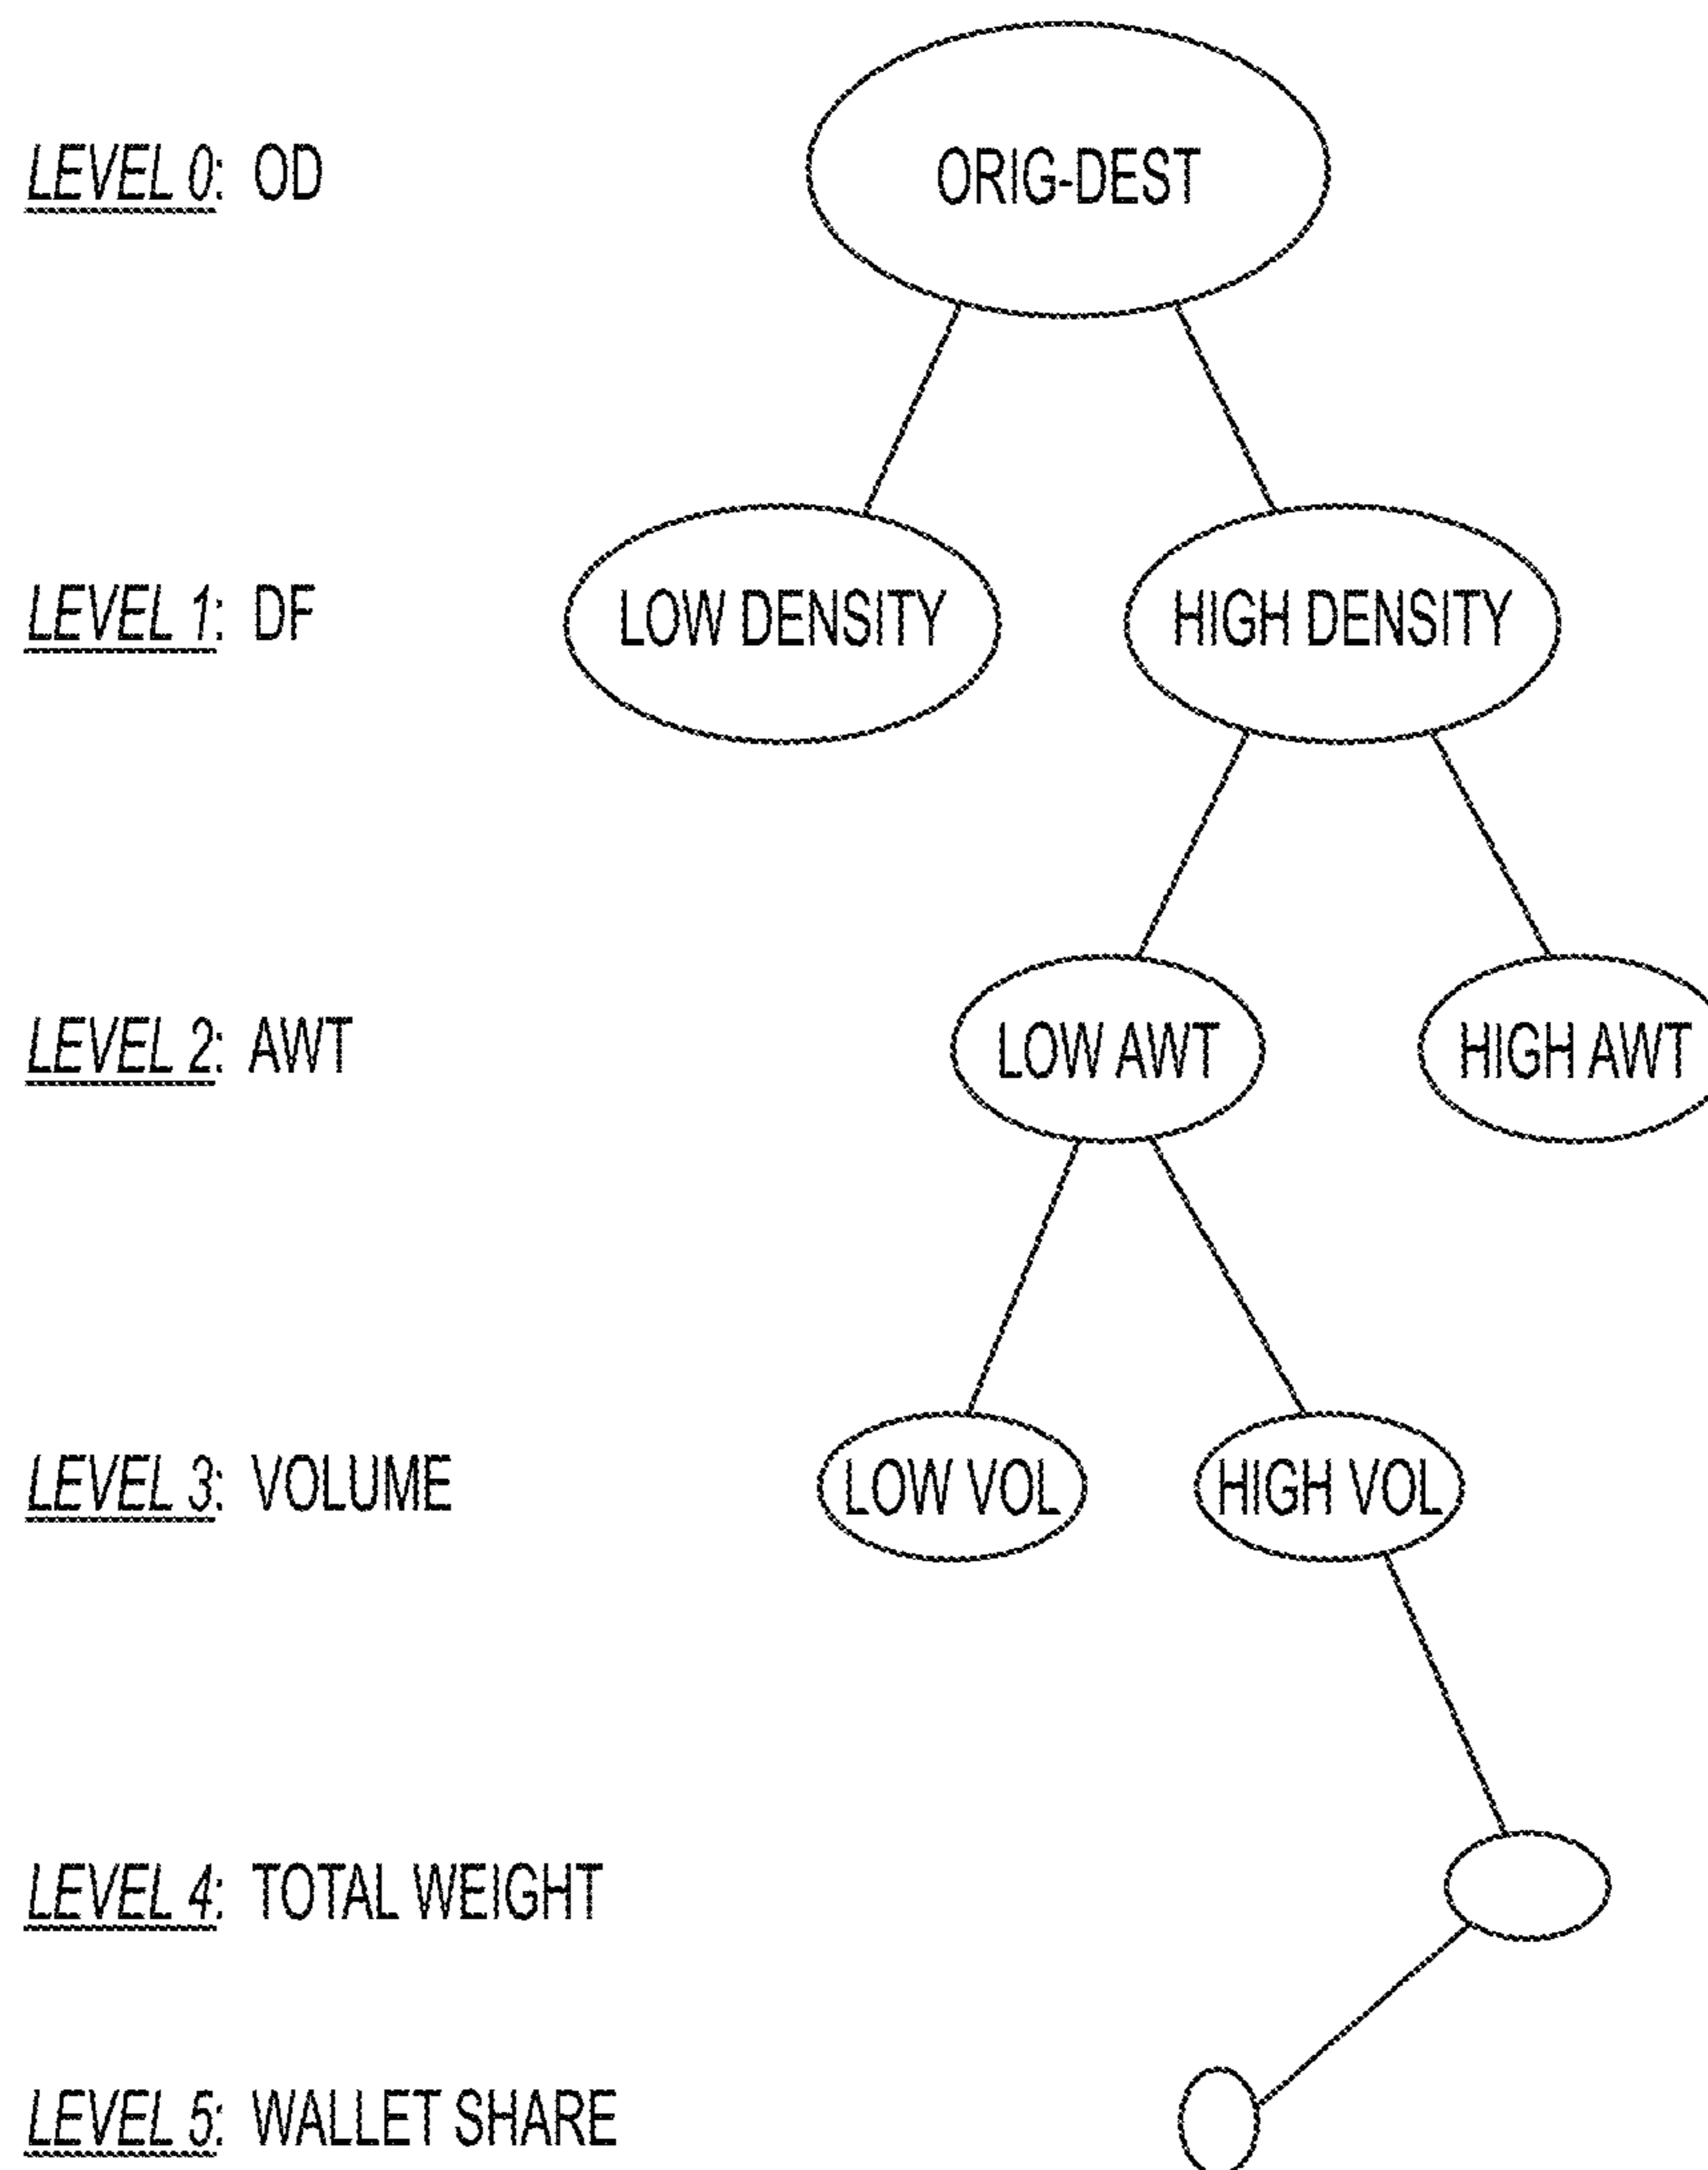 LEVEL 0: OD
ORIG-DEST
LEVEL 1: DF
LOW DENSITY
HIGH DENSITY
LEVEL 2: AWT
LOW AWT
HIGH AWT
LEVEL 3: VOLUME
LOW VOL
HIGH VOL
LEVEL 4: TOTAL WEIGHT
LEVEL 5: WALLET SHARE